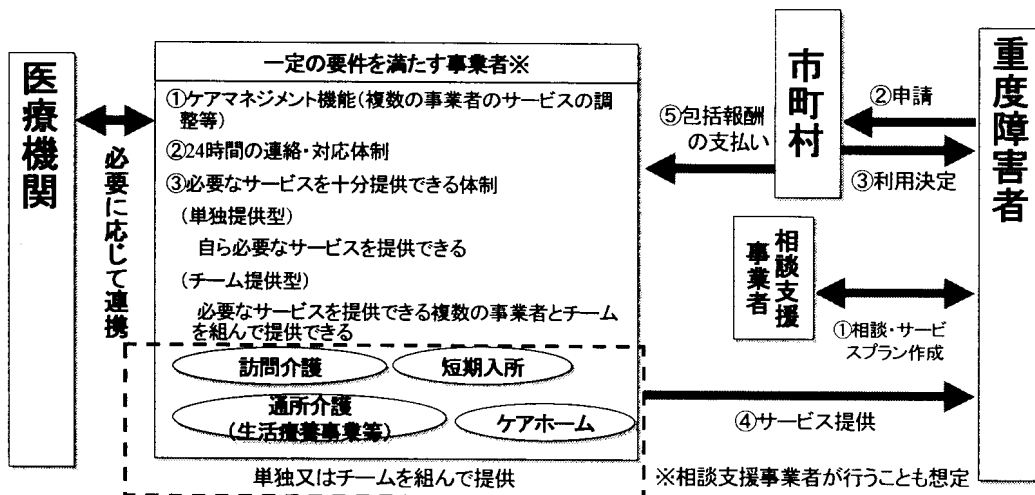 医療機関
必要に応じて連携
一定の要件を満たす事業者※
①ケアマネジメント機能(複数の事業者のサービスの調
整等)
②24時間の連絡・対応体制
③必要なサービスを十分提供できる体制
(単独提供型)
自ら必要なサービスを提供できる
(チーム提供型)
必要なサービスを提供できる複数の事業者とチーム
を組んで提供できる
訪問介護
短期入所
通所介護
(生活療養事業等)
ケアホーム
単独又はチームを組んで提供
⑤包括報酬
の支払い
市町村
②申請
③利用決定
相談支援
事業者
①相談・サービ
スプラン作成
④サービス提供
重度障害者
※相談支援事業者が行うことも想定